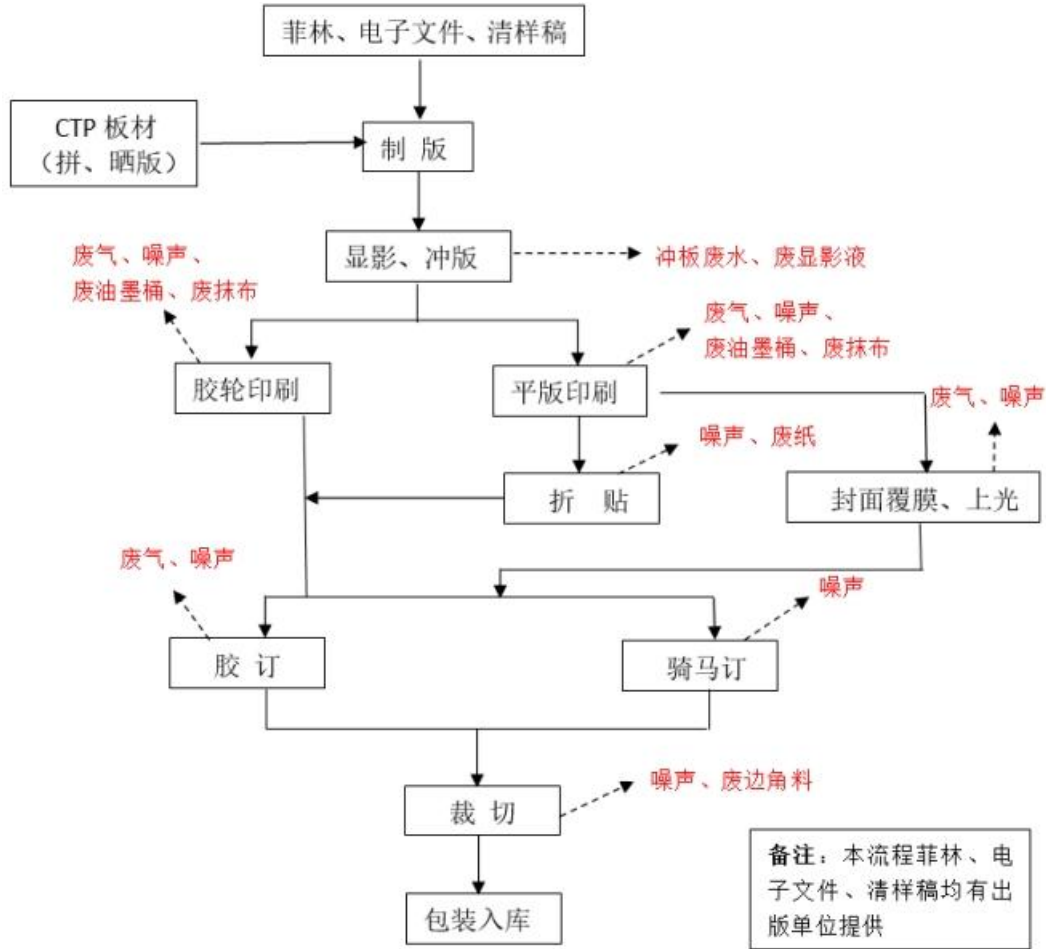 菲林、电子文件、清样稿
CTP 板材
（拼、晒版）
制 版
显影、冲版
冲板废水、废显影液
废气、噪声、
废油墨桶、废抹布
废气、噪声、
废油墨桶、废抹布
胶轮印刷
平版印刷
废气、噪声
噪声、废纸
折 贴
封面覆膜、上光
废气、噪声
噪声
胶 订
骑马订
噪声、废边角料
裁 切
包装入库
备注：本流程菲林、电
子文件、清样稿均有出
版单位提供